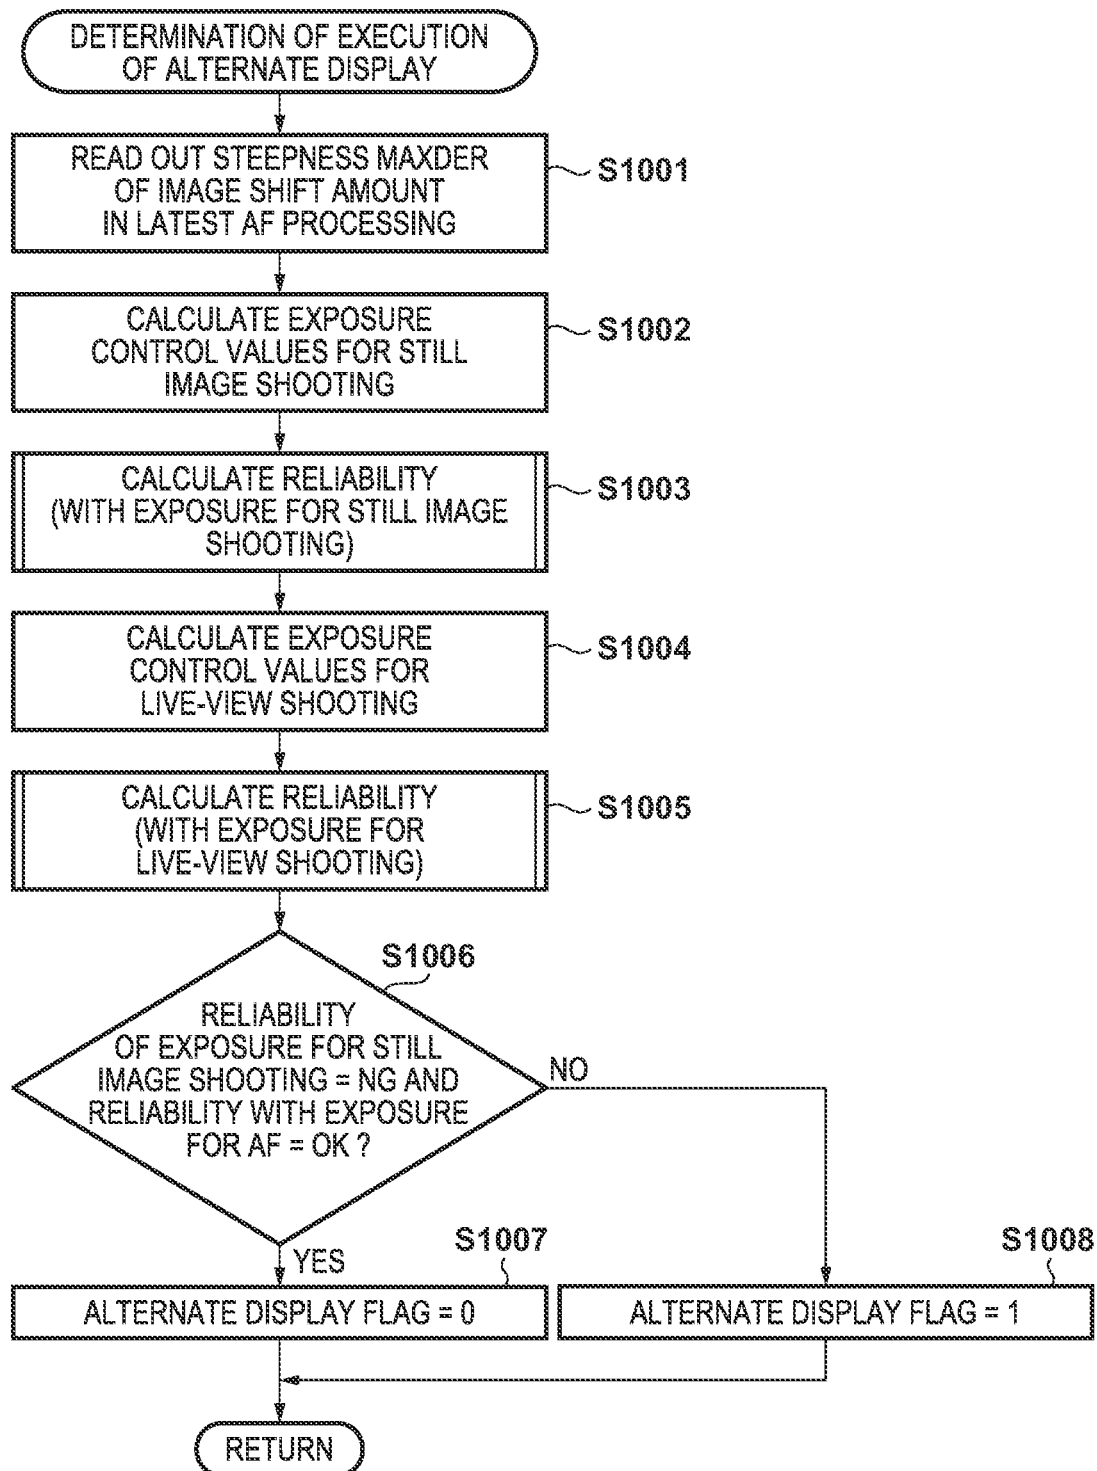 DETERMINATION OF EXECUTION
OF ALTERNATE DISPLAY
READ OUT STEEPNESS MAXDER
OF IMAGE SHIFT AMOUNT
IN LATEST AF PROCESSING
S1001
CALCULATE EXPOSURE
CONTROL VALUES FOR STILL
IMAGE SHOOTING
S1002
CALCULATE RELIABILITY
(WITH EXPOSURE FOR STILL IMAGE
SHOOTING)
S1003
CALCULATE EXPOSURE
CONTROL VALUES FOR
LIVE-VIEW SHOOTING
S1004
CALCULATE RELIABILITY
(WITH EXPOSURE FOR
LIVE-VIEW SHOOTING)
S1005
S1006
RELIABILITY
OF EXPOSURE FOR STILL
IMAGE SHOOTING = NG AND
RELIABILITY WITH EXPOSURE
FOR AF = OK ?
NO
YES
S1007
ALTERNATE DISPLAY FLAG = 0
S1008
ALTERNATE DISPLAY FLAG = 1
RETURN